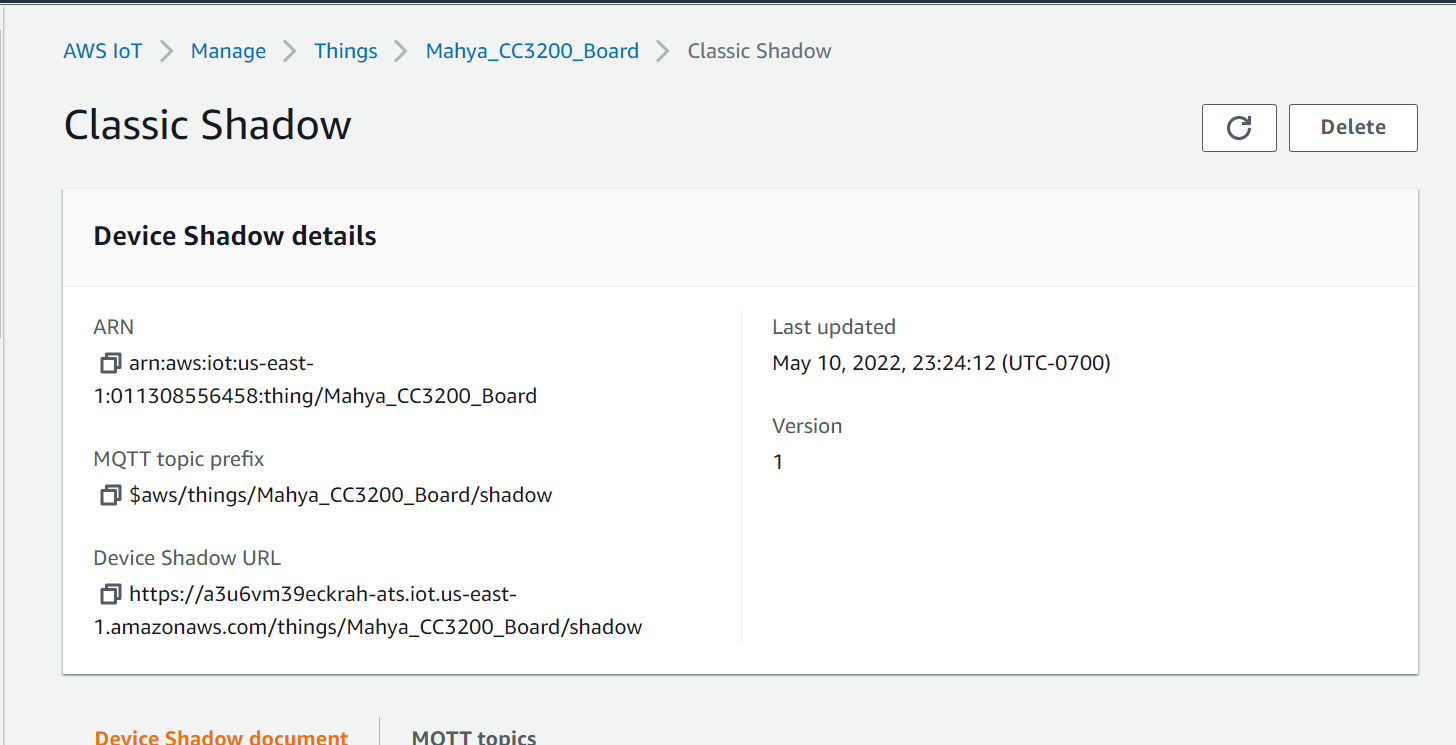 AWS IoT Manage Things Mahya_CC3200_Board Classic Shadow
Classic Shadow
Delete
Device Shadow details
ARN
arn:aws:iot:us-east-
1:011308556458:thing/Mahya_CC3200_Board
MQTT topic prefix
$aws/things/Mahya_CC3200_Board/shadow
Device Shadow URL
https://a3u6vm39eckrah-ats.iot.us-east-
1.amazonaws.com/things/Mahya_CC3200_Board/shadow
Last updated
May 10, 2022, 23:24:12 (UTC-0700)
Version
1
Device Shadow document
MQTT topics